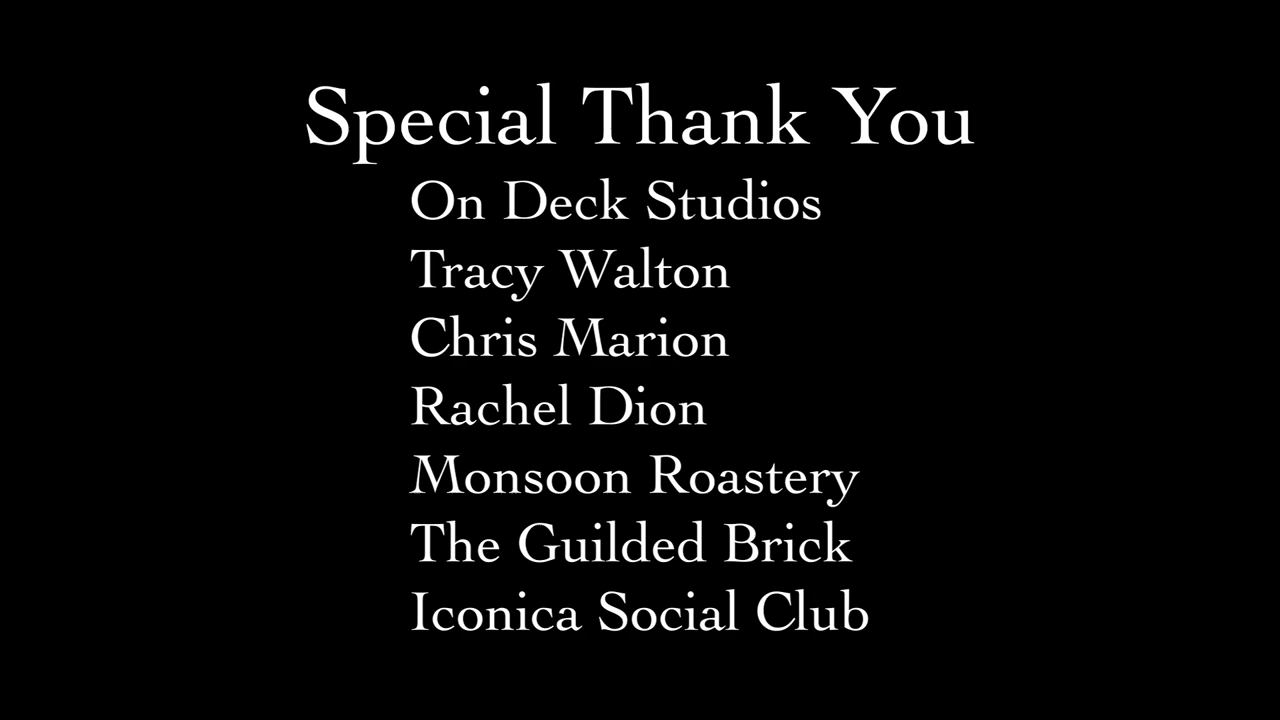 Special Thank You
On Deck Studios
Tracy Walton
Chris Marion
Rachel Dion
Monsoon Roastery
The Guilded Brick
Iconica Social Club